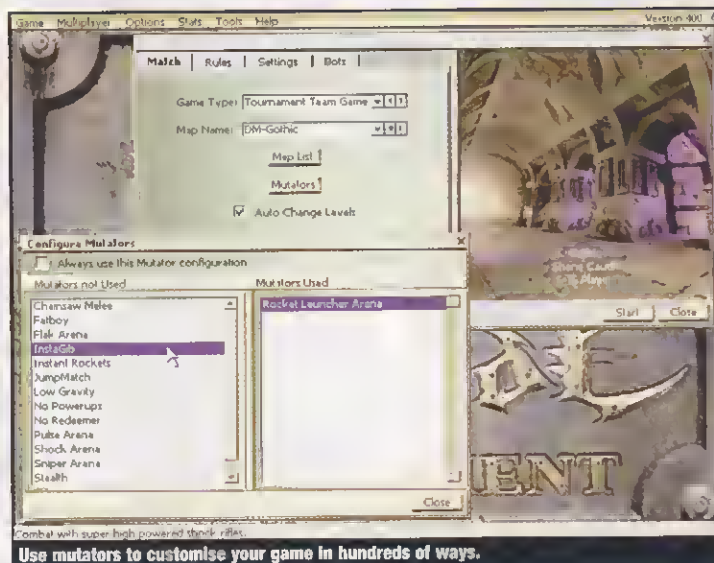 Game Multiplayer Options Stats Tools Help
Version 400
Match Rules Settings Bots
Game Type: Tournament Team Game
Map Name: DM-Gothic
Map List
Mutators
Auto Change Levels
Start Close
Configure Mutators
Always use this Mutator configuration
Mutators not Used
Mutators Used
Chainsaw Melee
Fatboy
Flak Arena
InstaGib
Instant Rockets
JumpMatch
Low Gravity
No Powerups
No Redeemer
Pulse Arena
Shock Arena
Sniper Arena
Stealth
Rocket Launcher Arena
Close
ENT
Combat with super high powered shock rifles.
Use mutators to customise your game in hundreds of ways.